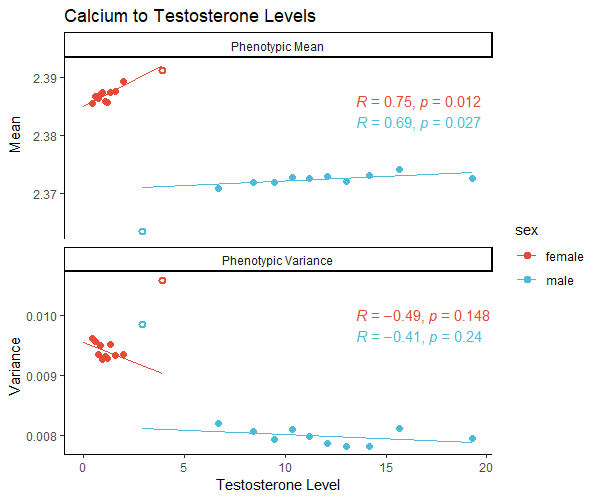 Calcium to Testosterone Levels
Phenotypic Mean
Mean
2.39
2.38
2.37
R = 0.75, p = 0.012
R = 0.69, p = 0.027
sex
female
male
Phenotypic Variance
Variance
0.010
0.009
0.008
R = −0.49, p = 0.148
R = −0.41, p = 0.24
0 5 10 15 20
Testosterone Level